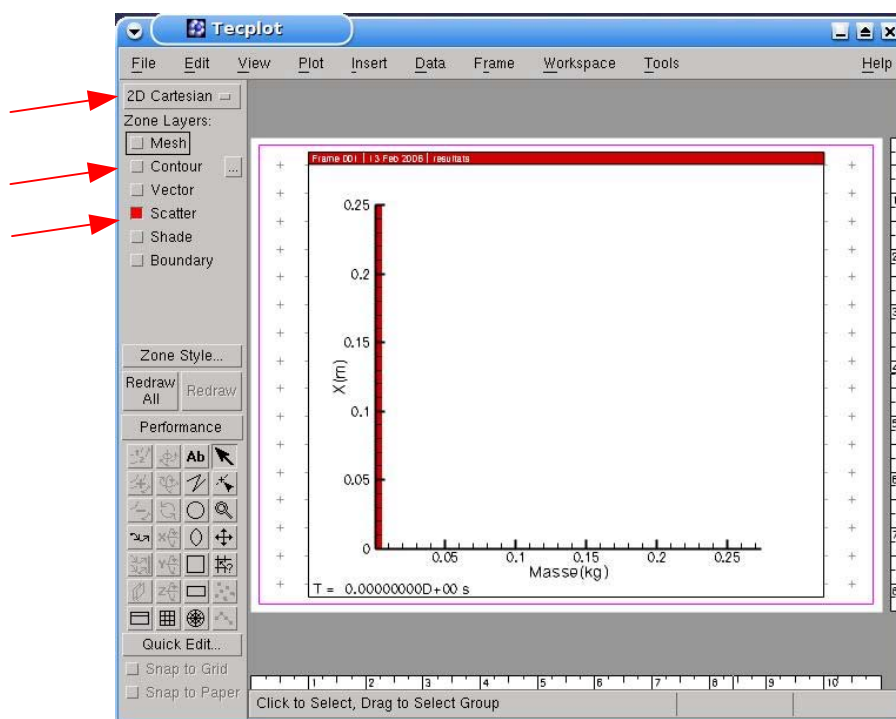 Tecplot
File Edit View Plot Insert Data Frame Workspace Tools Help
2D Cartesian
Zone Layers:
Mesh
Contour ...
Vector
Scatter
Shade
Boundary
Zone Style...
Redraw All Redraw
Performance
Ab
Quick Edit...
Snap to Grid
Snap to Paper
Frame 001 | 13 Feb 2006 | resultats
0.25
0.2
0.15
0.1
0.05
0
X(m)
0.05 0.1 0.15 0.2 0.25
Masse(kg)
T = 0.00000000D+00 s
1 2 3 4 5 6 7 8 9 10
Click to Select, Drag to Select Group